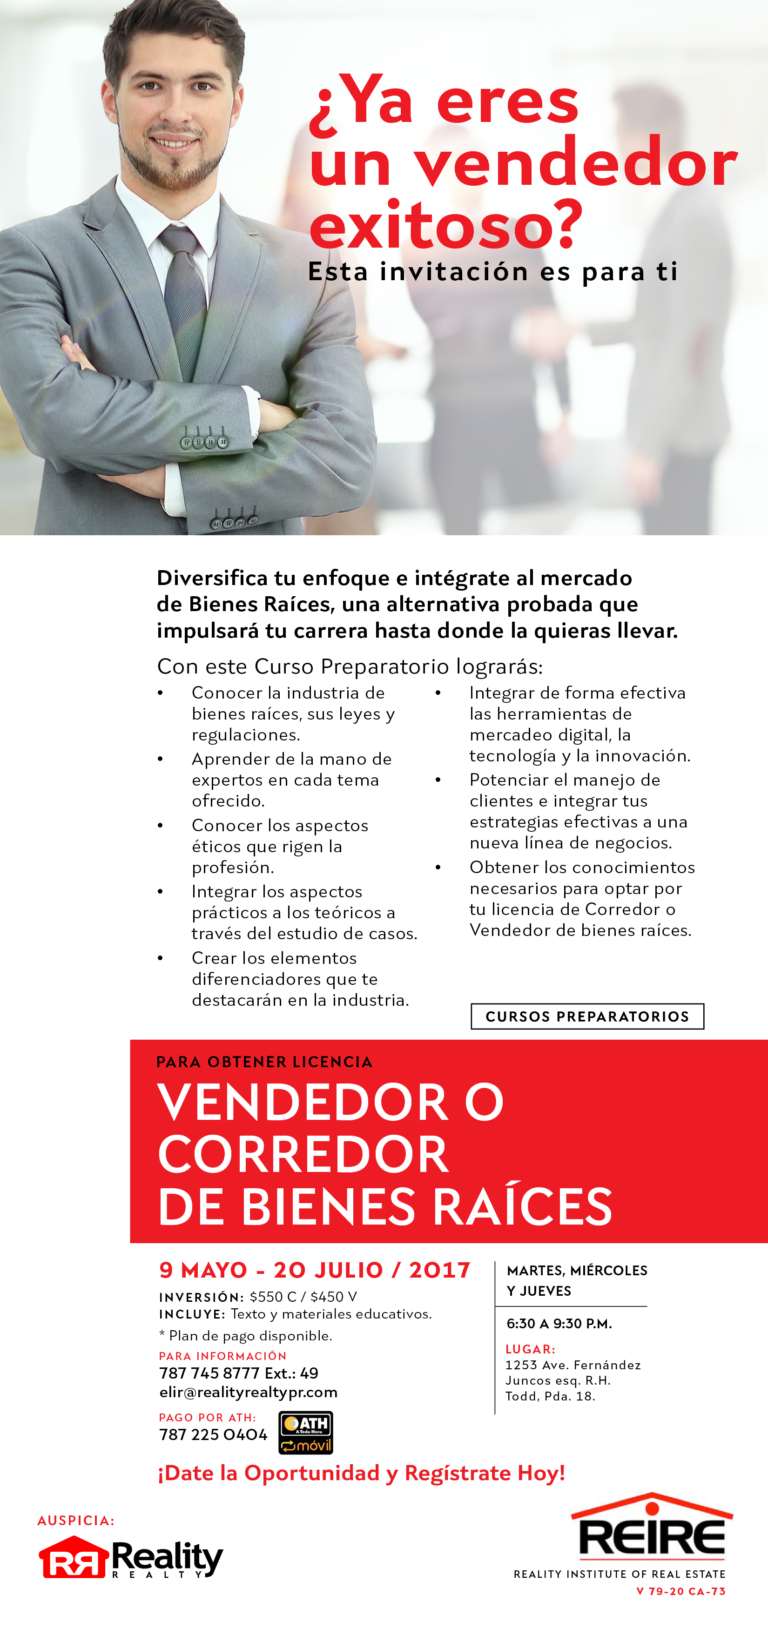 ¿Ya eres
un vendedor
exitoso?
Esta invitación es para ti
Diversifica tu enfoque e intégrate al mercado
de Bienes Raíces, una alternativa probada que
impulsará tu carrera hasta donde la quieras llevar.
Con este Curso Preparatorio lograrás:
• Conocer la industria de
bienes raíces, sus leyes y
regulaciones.
• Aprender de la mano de
expertos en cada tema
ofrecido.
• Conocer los aspectos
éticos que rigen la
profesión.
• Integrar los aspectos
prácticos a los teóricos a
través del estudio de casos.
• Crear los elementos
diferenciadores que te
destacarán en la industria.
• Integrar de forma efectiva
las herramientas de
mercadeo digital, la
tecnología y la innovación.
• Potenciar el manejo de
clientes e integrar tus
estrategias efectivas a una
nueva línea de negocios.
• Obtener los conocimientos
necesarios para optar por
tu licencia de Corredor o
Vendedor de bienes raíces.
CURSOS PREPARATORIOS
PARA OBTENER LICENCIA
VENDEDOR O
CORREDOR
DE BIENES RAÍCES
9 MAYO - 20 JULIO / 2017
INVERSIÓN: $550 C / $450 V
INCLUYE: Texto y materiales educativos.
* Plan de pago disponible.
PARA INFORMACIÓN
787 745 8777 Ext.: 49
elir@realityrealtypr.com
PAGO POR ATH:
787 225 0404
ATH
A Toda Hora
móvil
MARTES, MIÉRCOLES
Y JUEVES
6:30 A 9:30 P.M.
LUGAR:
1253 Ave. Fernández
Juncos esq. R.H.
Todd, Pda. 18.
¡Date la Oportunidad y Regístrate Hoy!
AUSPICIA:
RR Reality
REALTY
REIRE
REALITY INSTITUTE OF REAL ESTATE
V 79-20 CA-73